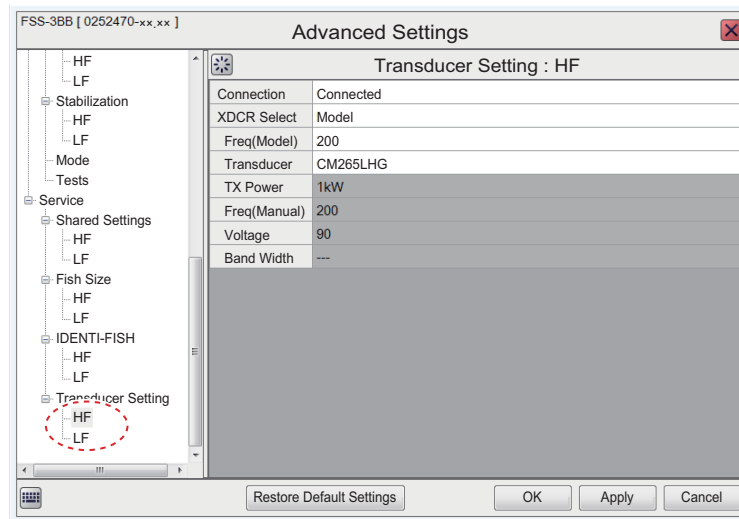 FSS-3BB [ 0252470-xx.xx ]
Advanced Settings
HF
LF
Stabilization
HF
LF
Mode
Tests
Service
Shared Settings
HF
LF
Fish Size
HF
LF
IDENTI-FISH
HF
LF
Transducer Setting
HF
LF
Transducer Setting : HF
Connection Connected
XDCR Select Model
Freq(Model) 200
Transducer CM265LHG
TX Power 1kW
Freq(Manual) 200
Voltage 90
Band Width ---
Restore Default Settings OK Apply Cancel